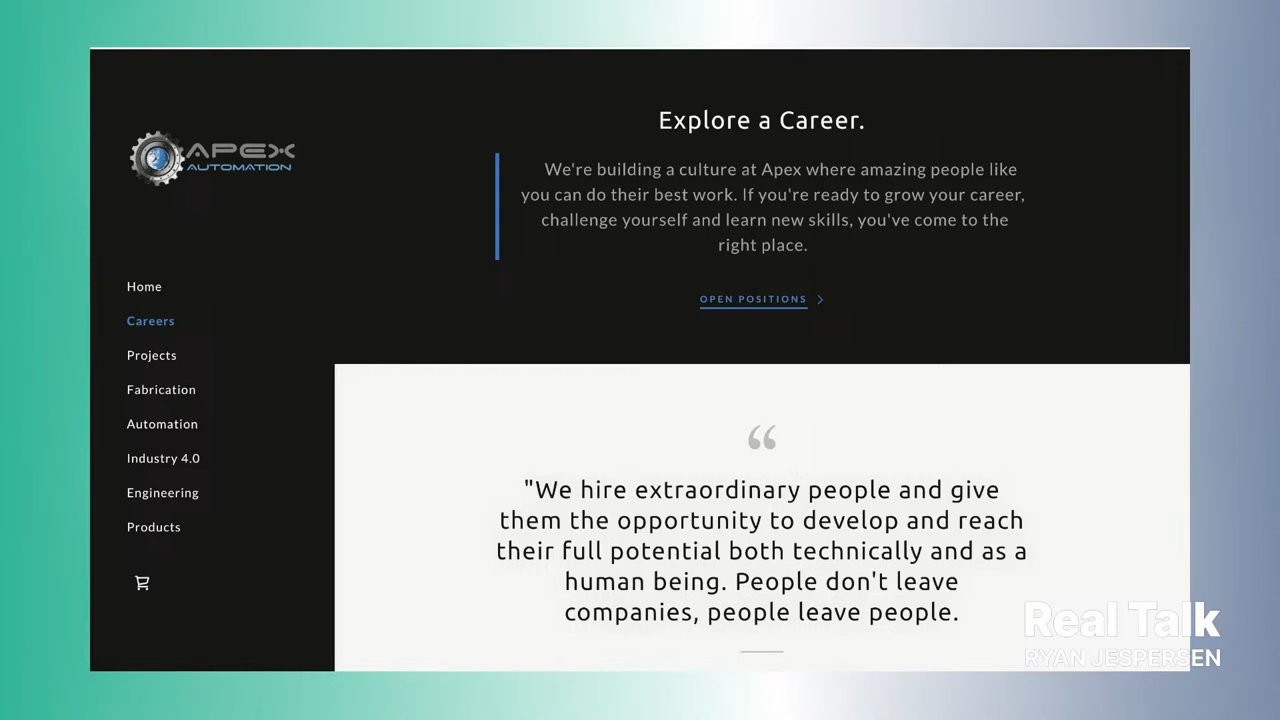 APEX
AUTOMATION
Home
Careers
Projects
Fabrication
Automation
Industry 4.0
Engineering
Products
Explore a Career.
We're building a culture at Apex where amazing people like
you can do their best work. If you're ready to grow your career,
challenge yourself and learn new skills, you've come to the
right place.
OPEN POSITIONS
“
"We hire extraordinary people and give
them the opportunity to develop and reach
their full potential both technically and as a
human being. People don't leave
companies, people leave people.
Real Talk
RYAN JESPERSEN